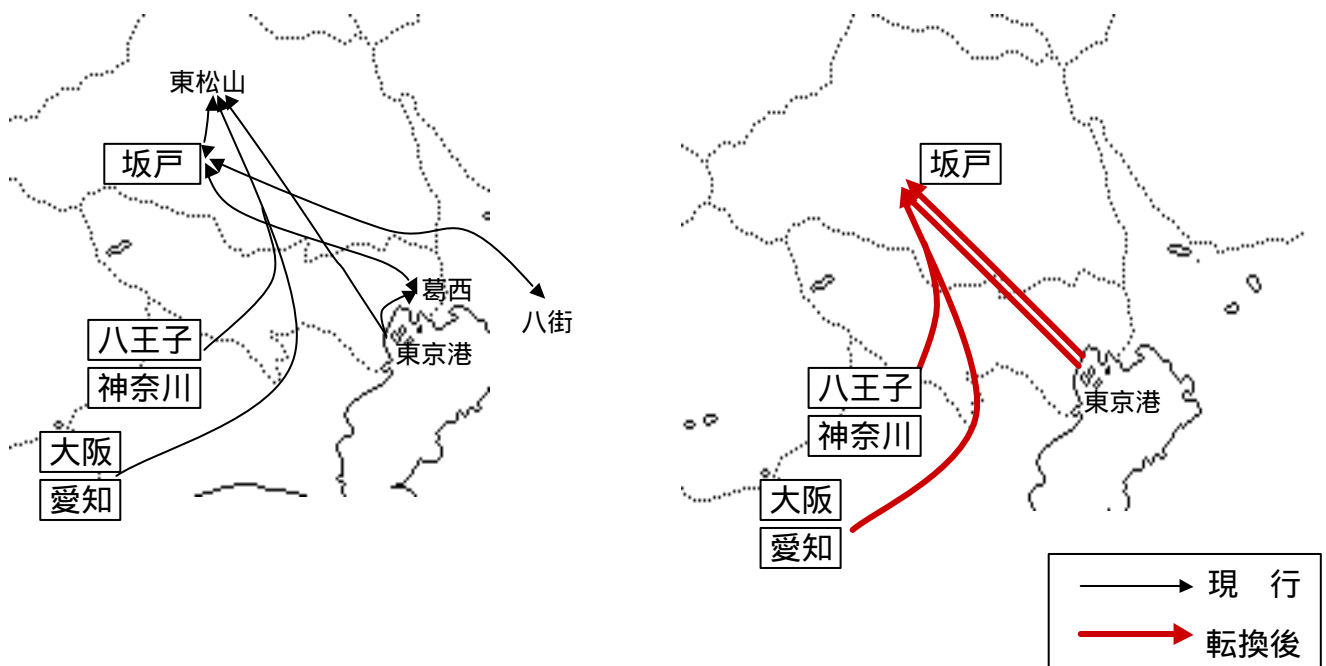 東松山
坂戸
葛西
八街
東京港
八王子
神奈川
大阪
愛知
坂戸
八王子
神奈川
東京港
大阪
愛知
現　行
転換後